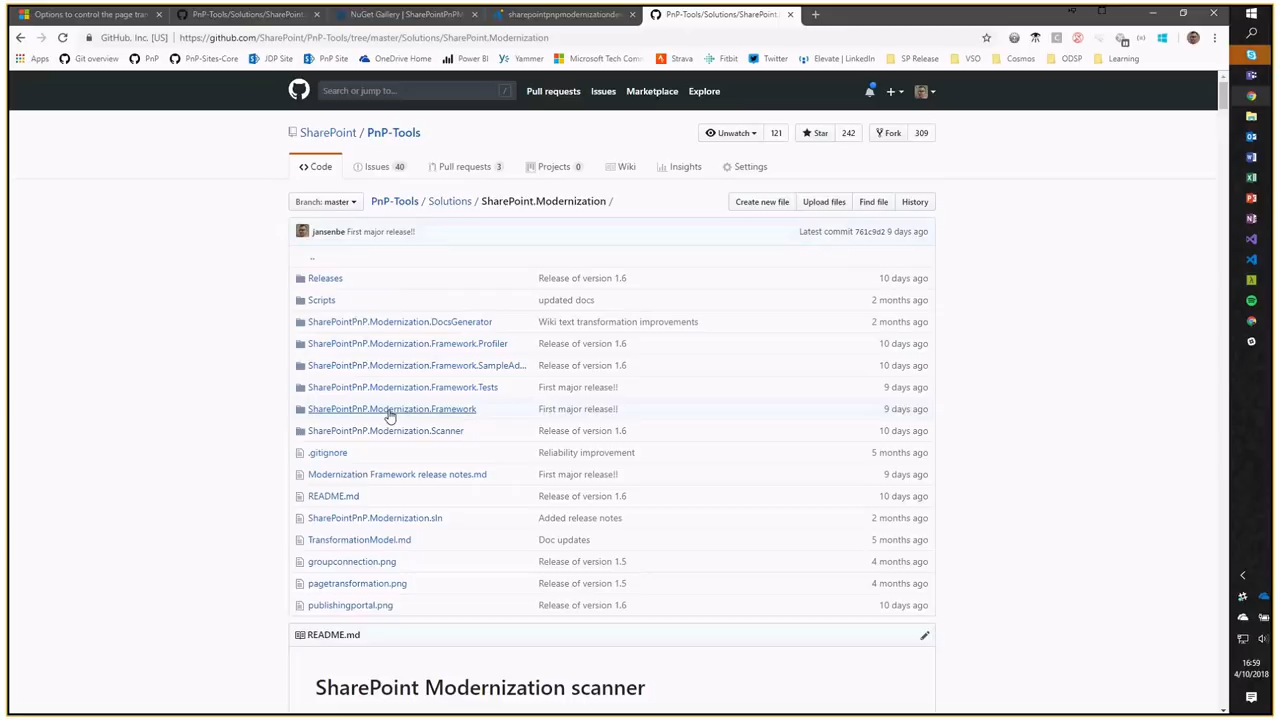 Options to control the page tran
PnP-Tools/Solutions/SharePoint.
NuGet Gallery | SharePointPnPM
sharepointpnpmodernizationde
PnP-Tools/Solutions/SharePoint.
GitHub, Inc. [US]
https://github.com/SharePoint/PnP-Tools/tree/master/Solutions/SharePoint.Modernization
Apps
Git overview
PnP
PnP-Sites-Core
JDP Site
PnP Site
OneDrive Home
Power BI
Yammer
Microsoft Tech Comm
Strava
Fitbit
Twitter
Elevate | LinkedIn
SP Release
VSO
Cosmos
ODSP
Learning
Search or jump to...
/
Pull requests
Issues
Marketplace
Explore
SharePoint / PnP-Tools
Unwatch 121
Star 242
Fork 309
Code
Issues 40
Pull requests 3
Projects 0
Wiki
Insights
Settings
Branch: master
PnP-Tools / Solutions / SharePoint.Modernization /
Create new file
Upload files
Find file
History
jansenbe First major release!!
Latest commit 761c9d2 9 days ago
..
Releases Release of version 1.6 10 days ago
Scripts updated docs 2 months ago
SharePointPnP.Modernization.DocsGenerator Wiki text transformation improvements 2 months ago
SharePointPnP.Modernization.Framework.Profiler Release of version 1.6 10 days ago
SharePointPnP.Modernization.Framework.SampleAd... Release of version 1.6 10 days ago
SharePointPnP.Modernization.Framework.Tests First major release!! 9 days ago
SharePointPnP.Modernization.Framework First major release!! 9 days ago
SharePointPnP.Modernization.Scanner Release of version 1.6 10 days ago
.gitignore Reliability improvement 5 months ago
Modernization Framework release notes.md First major release!! 9 days ago
README.md Release of version 1.6 10 days ago
SharePointPnP.Modernization.sln Added release notes 2 months ago
TransformationModel.md Doc updates 5 months ago
groupconnection.png Release of version 1.5 4 months ago
pagetransformation.png Release of version 1.5 4 months ago
publishingportal.png Release of version 1.6 10 days ago
README.md
SharePoint Modernization scanner
16:59
4/10/2018